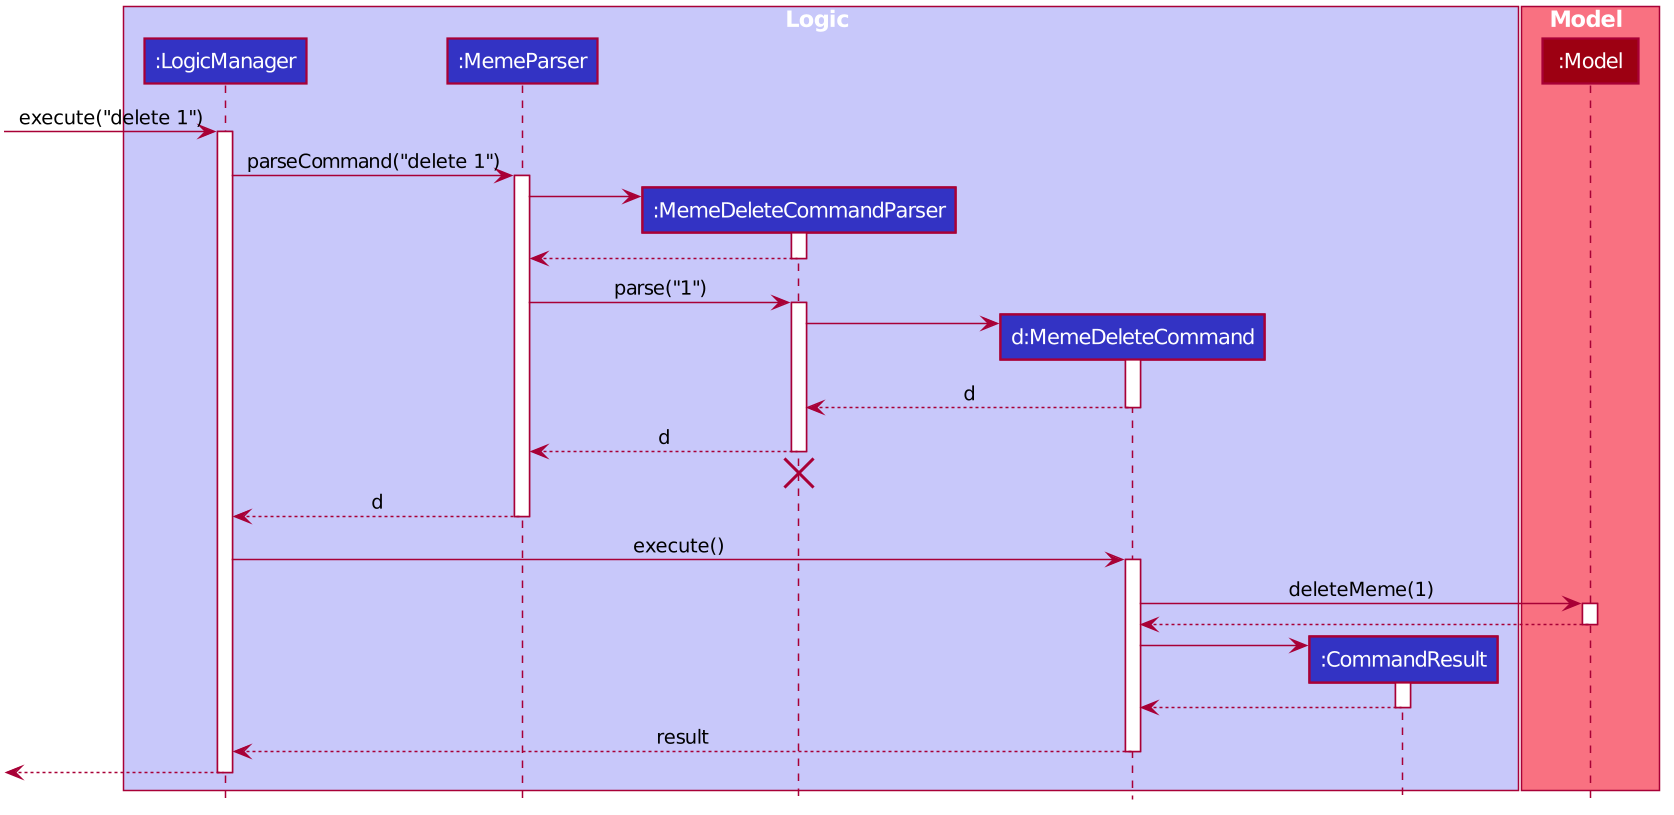 Logic
Model
:LogicManager
:MemeParser
:Model
execute("delete 1")
parseCommand("delete 1")
:MemeDeleteCommandParser
parse("1")
d:MemeDeleteCommand
d
d
d
execute()
deleteMeme(1)
:CommandResult
result